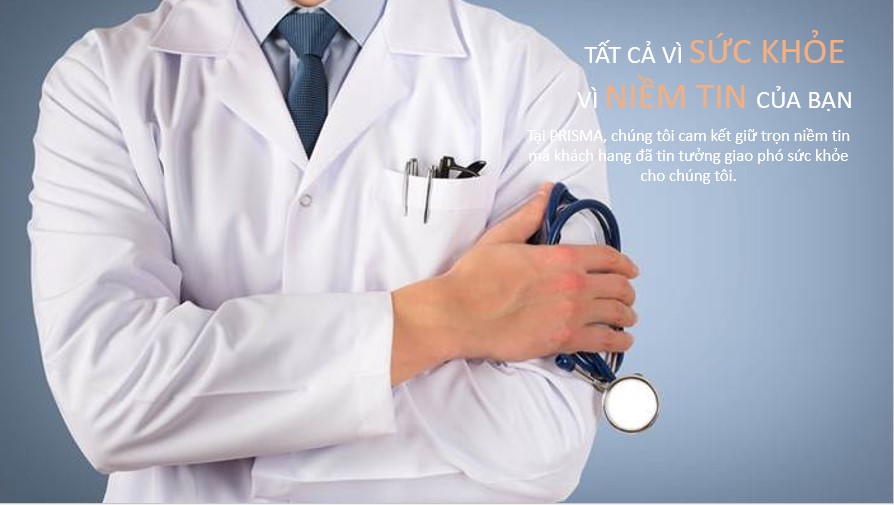 TẤT CẢ VÌ SỨC KHỎE
VÌ NIỀM TIN CỦA BẠN
Tại PRISMA, chúng tôi cam kết giữ trọn niềm tin
mà khách hang đã tin tưởng giao phó sức khỏe
cho chúng tôi.